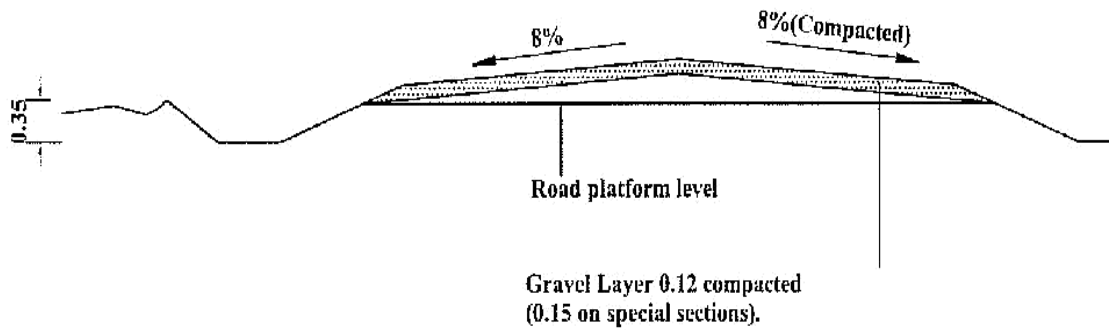 8%
8%(Compacted)
0.35
Road platform level
Gravel Layer 0.12 compacted
(0.15 on special sections).